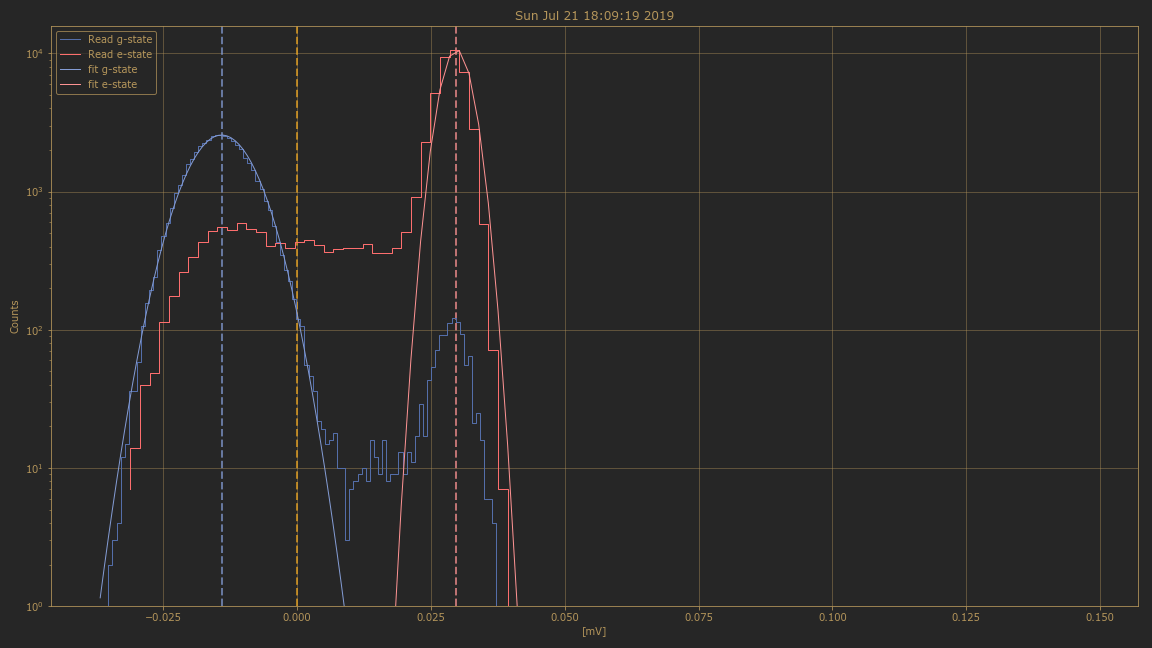 Sun Jul 21 18:09:19 2019
Read g-state
Read e-state
fit g-state
fit e-state
Counts
10⁴
10³
10²
10¹
10⁰
−0.025 0.000 0.025 0.050 0.075 0.100 0.125 0.150
[mV]